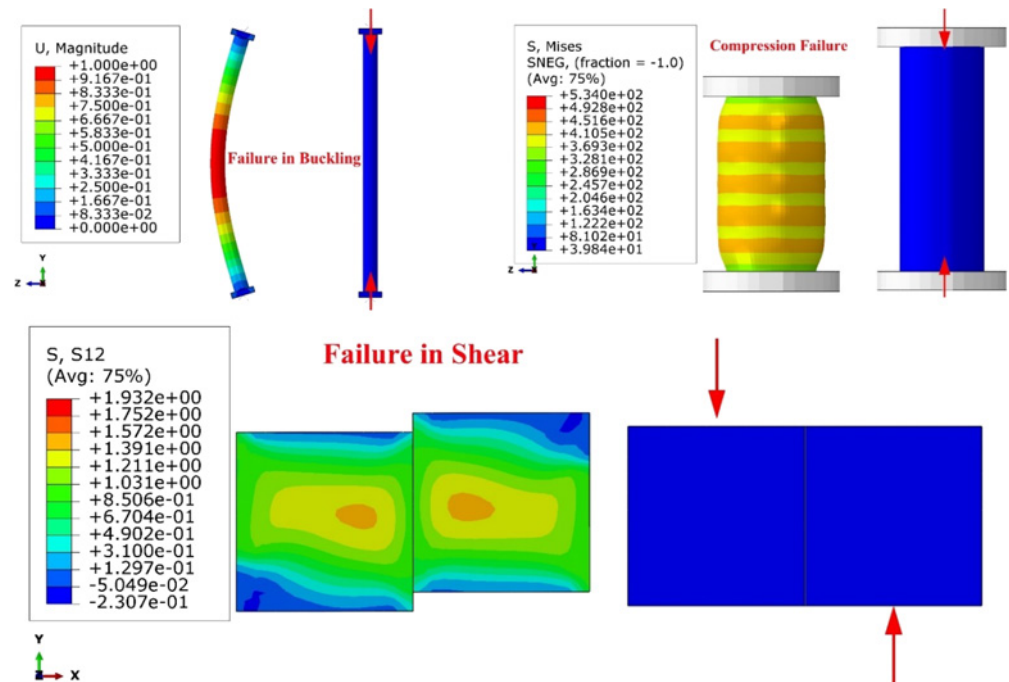 U, Magnitude
+1.000e+00
+9.167e-01
+8.333e-01
+7.500e-01
+6.667e-01
+5.833e-01
+5.000e-01
+4.167e-01
+3.333e-01
+2.500e-01
+1.667e-01
+8.333e-02
+0.000e+00
Y
Z
Failure in Buckling
S, Mises
SNEG, (fraction = -1.0)
(Avg: 75%)
+5.340e+02
+4.928e+02
+4.516e+02
+4.105e+02
+3.693e+02
+3.281e+02
+2.869e+02
+2.457e+02
+2.046e+02
+1.634e+02
+1.222e+02
+8.102e+01
+3.984e+01
Y
Z
Compression Failure
Failure in Shear
S, S12
(Avg: 75%)
+1.932e+00
+1.752e+00
+1.572e+00
+1.391e+00
+1.211e+00
+1.031e+00
+8.506e-01
+6.704e-01
+4.902e-01
+3.100e-01
+1.297e-01
-5.049e-02
-2.307e-01
Y
Z
X